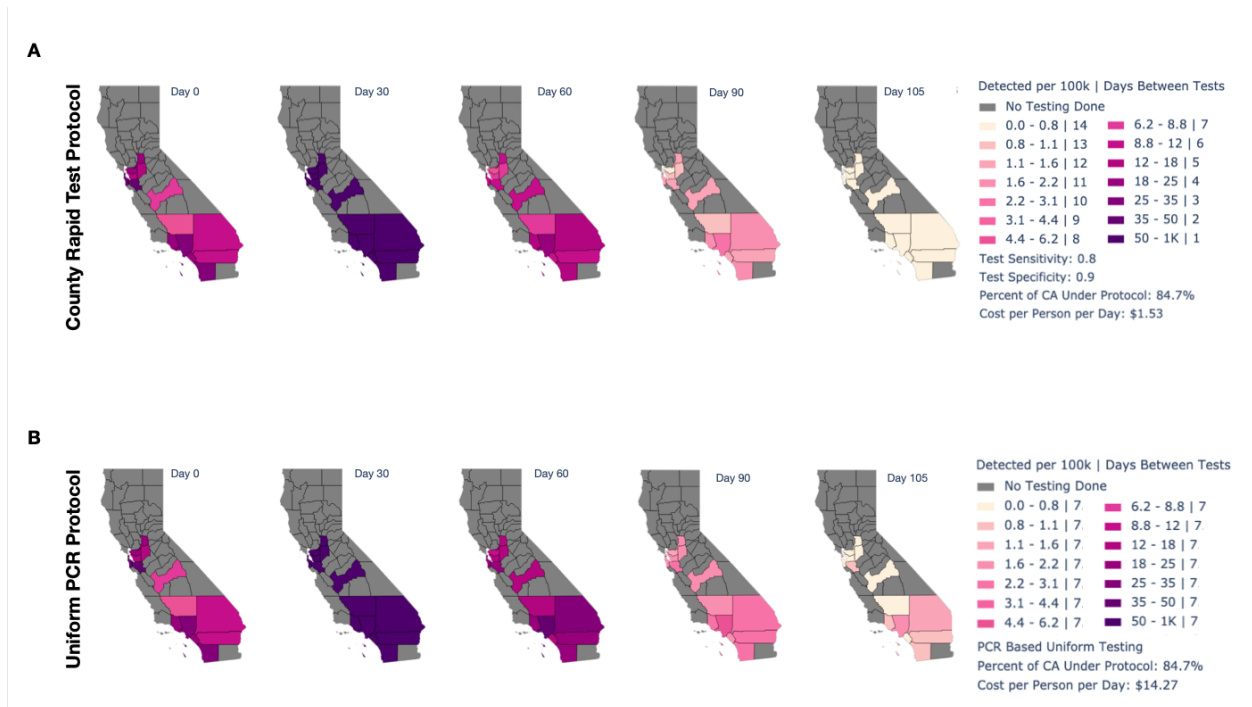 A
County Rapid Test Protocol
Day 0
Day 30
Day 60
Day 90
Day 105
Detected per 100k | Days Between Tests
No Testing Done
0.0 - 0.8 | 14
0.8 - 1.1 | 13
1.1 - 1.6 | 12
1.6 - 2.2 | 11
2.2 - 3.1 | 10
3.1 - 4.4 | 9
4.4 - 6.2 | 8
6.2 - 8.8 | 7
8.8 - 12 | 6
12 - 18 | 5
18 - 25 | 4
25 - 35 | 3
35 - 50 | 2
50 - 1K | 1
Test Sensitivity: 0.8
Test Specificity: 0.9
Percent of CA Under Protocol: 84.7%
Cost per Person per Day: $1.53
B
Uniform PCR Protocol
Day 0
Day 30
Day 60
Day 90
Day 105
Detected per 100k | Days Between Tests
No Testing Done
0.0 - 0.8 | 7.
0.8 - 1.1 | 7.
1.1 - 1.6 | 7.
1.6 - 2.2 | 7.
2.2 - 3.1 | 7.
3.1 - 4.4 | 7.
4.4 - 6.2 | 7.
6.2 - 8.8 | 7.
8.8 - 12 | 7.
12 - 18 | 7.
18 - 25 | 7.
25 - 35 | 7.
35 - 50 | 7
50 - 1K | 7
PCR Based Uniform Testing
Percent of CA Under Protocol: 84.7%
Cost per Person per Day: $14.27